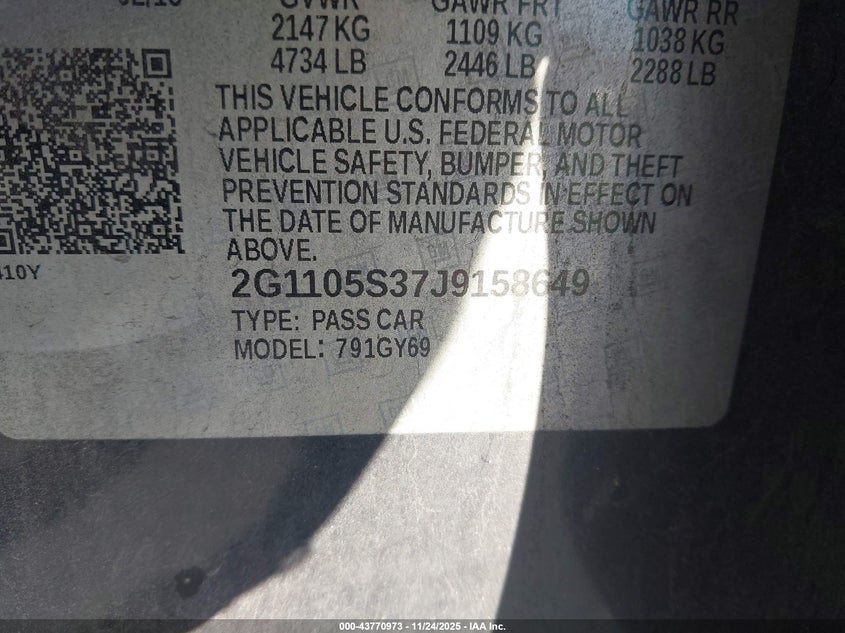 GVWR GAWR FRT GAWR RR
2147 KG 1109 KG 1038 KG
4734 LB 2446 LB 2288 LB
THIS VEHICLE CONFORMS TO ALL
APPLICABLE U.S. FEDERAL MOTOR
VEHICLE SAFETY, BUMPER, AND THEFT
PREVENTION STANDARDS IN EFFECT ON
THE DATE OF MANUFACTURE SHOWN
ABOVE.
410Y
2G1105S37J9158649
TYPE: PASS CAR
MODEL: 791GY69
000-43770973 | 11/24/2025 - IAA, Inc.